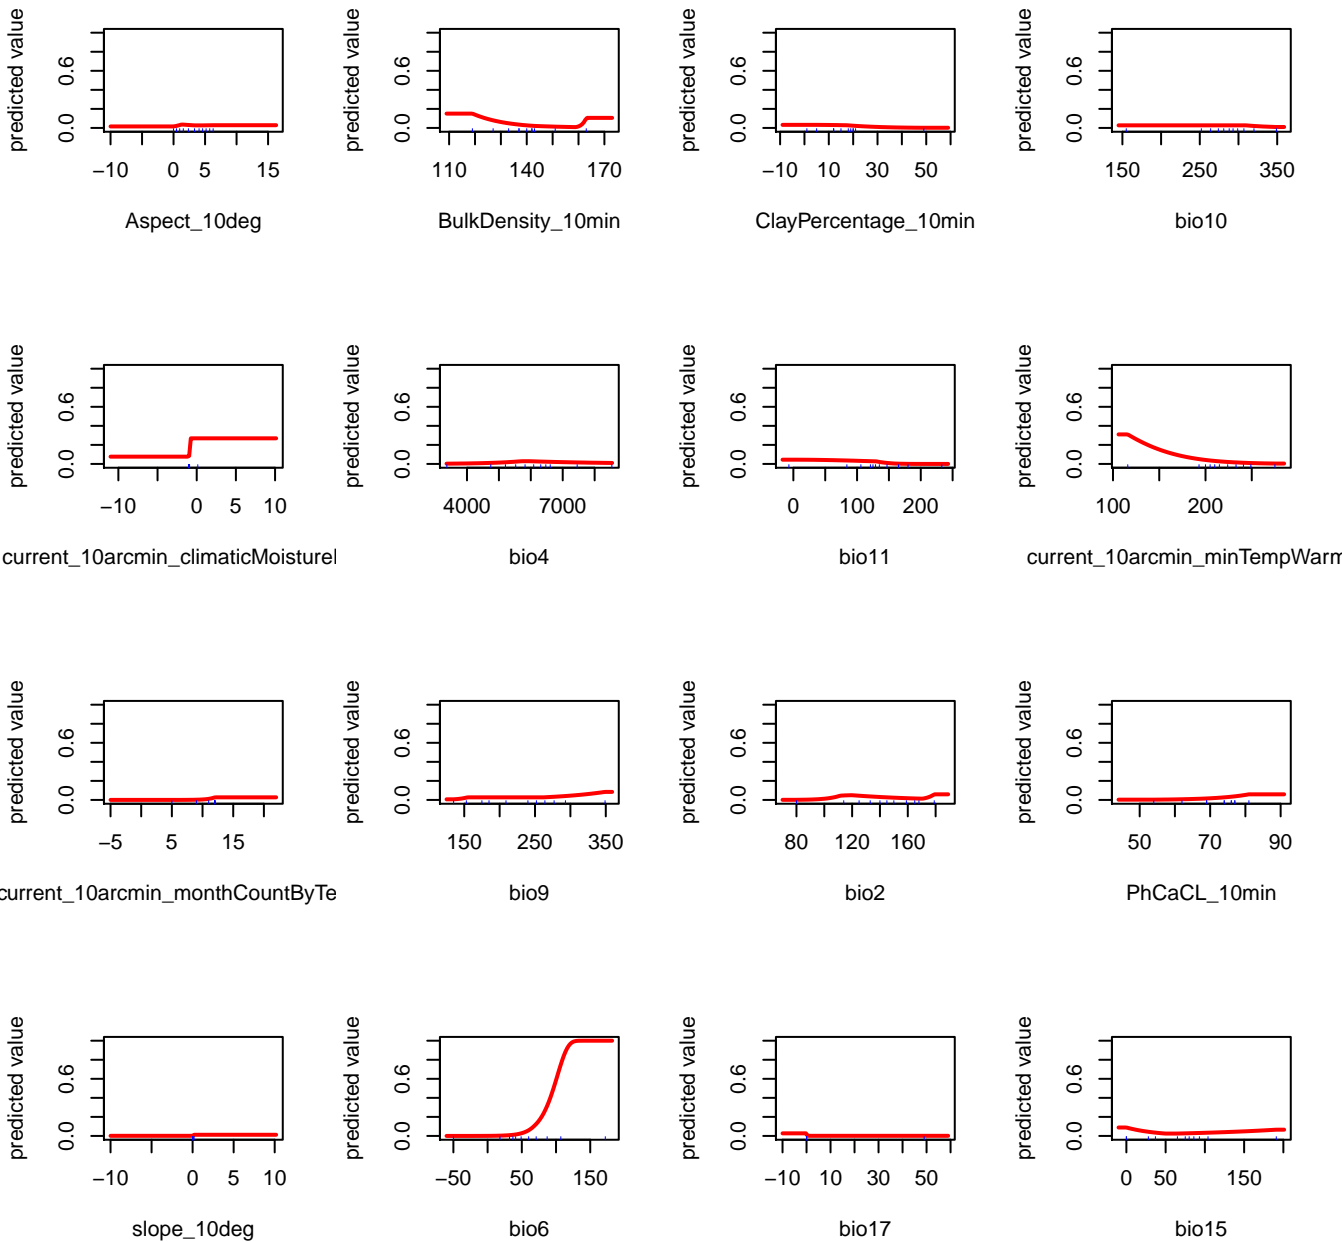 predicted value
0.0 0.6
−10 0 5 15
Aspect_10deg
predicted value
0.0 0.6
110 140 170
BulkDensity_10min
predicted value
0.0 0.6
−10 10 30 50
ClayPercentage_10min
predicted value
0.0 0.6
150 250 350
bio10
predicted value
0.0 0.6
−10 0 5 10
current_10arcmin_climaticMoistureI
predicted value
0.0 0.6
4000 7000
bio4
predicted value
0.0 0.6
0 100 200
bio11
predicted value
0.0 0.6
100 200
current_10arcmin_minTempWarm
predicted value
0.0 0.6
−5 5 15
current_10arcmin_monthCountByTe
predicted value
0.0 0.6
150 250 350
bio9
predicted value
0.0 0.6
80 120 160
bio2
predicted value
0.0 0.6
50 70 90
PhCaCL_10min
predicted value
0.0 0.6
−10 0 5 10
slope_10deg
predicted value
0.0 0.6
−50 50 150
bio6
predicted value
0.0 0.6
−10 10 30 50
bio17
predicted value
0.0 0.6
0 50 150
bio15